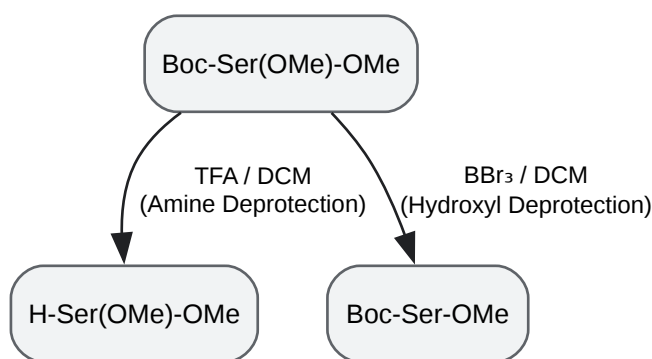 Boc-Ser(OMe)-OMe
TFA / DCM
(Amine Deprotection)
BBr₃ / DCM
(Hydroxyl Deprotection)
H-Ser(OMe)-OMe
Boc-Ser-OMe